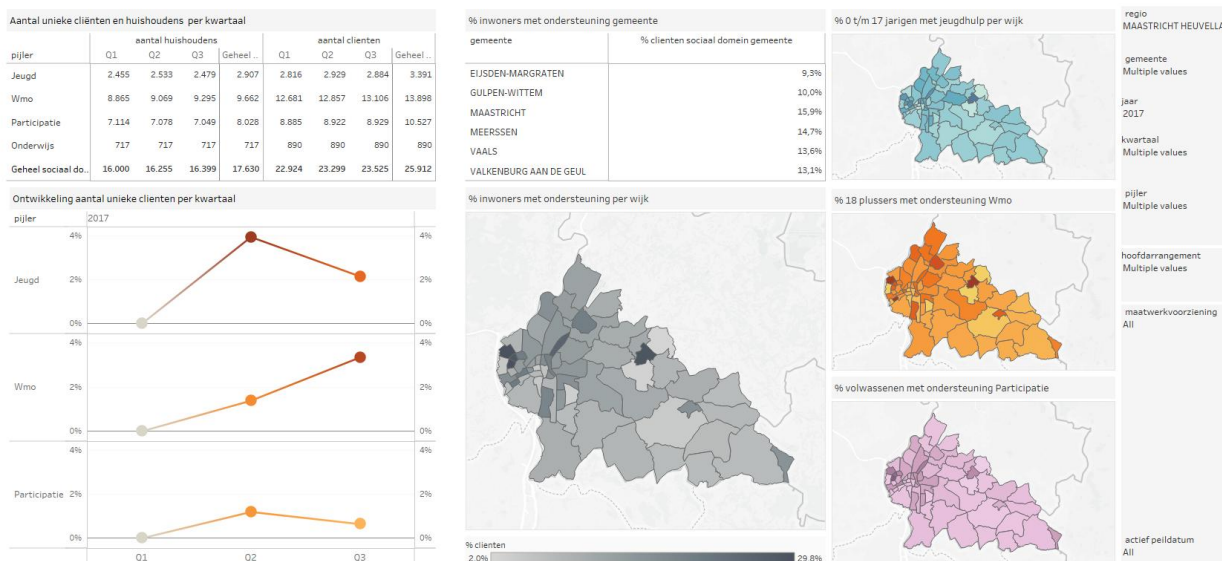 Aantal unieke cliënten en huishoudens per kwartaal
aantal huishoudens aantal clienten
pijler Q1 Q2 Q3 Geheel .. Q1 Q2 Q3 Geheel ..
Jeugd 2.455 2.533 2.479 2.907 2.816 2.929 2.884 3.391
Wmo 8.865 9.069 9.295 9.662 12.681 12.857 13.106 13.898
Participatie 7.114 7.078 7.049 8.028 8.885 8.922 8.929 10.527
Onderwijs 717 717 717 717 890 890 890 890
Geheel sociaal do.. 16.000 16.255 16.399 17.630 22.924 23.299 23.525 25.912
Ontwikkeling aantal unieke clienten per kwartaal
pijler 2017
4% 4%
Jeugd 2% 2%
0% 0%
4% 4%
Wmo 2% 2%
0% 0%
4% 4%
Participatie 2% 2%
0% 0%
Q1 Q2 Q3
% inwoners met ondersteuning gemeente
gemeente % clienten sociaal domein gemeente
EIJSDEN-MARGRATEN 9,3%
GULPEN-WITTEM 10,0%
MAASTRICHT 15,9%
MEERSSEN 14,7%
VAALS 13,6%
VALKENBURG AAN DE GEUL 13,1%
% inwoners met ondersteuning per wijk
% clienten
2.0% 29.8%
% 0 t/m 17 jarigen met jeugdhulp per wijk
% 18 plussers met ondersteuning Wmo
% volwassenen met ondersteuning Participatie
regio
MAASTRICHT HEUVELLA
gemeente
Multiple values
jaar
2017
kwartaal
Multiple values
pijler
Multiple values
hoofdarrangement
Multiple values
maatwerkvoorziening
All
actief peildatum
All